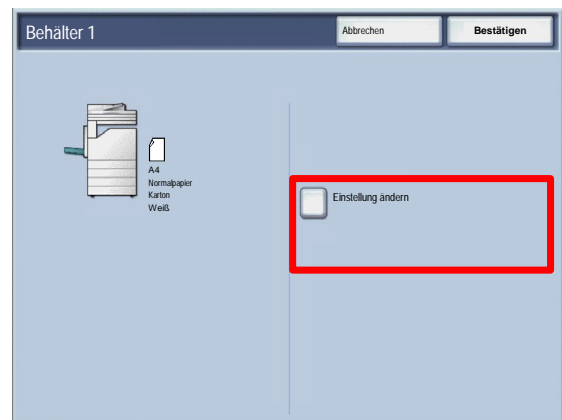 Behälter 1
Abbrechen
Bestätigen
A4
Normalpapier
Karton
Weiß
Einstellung ändern